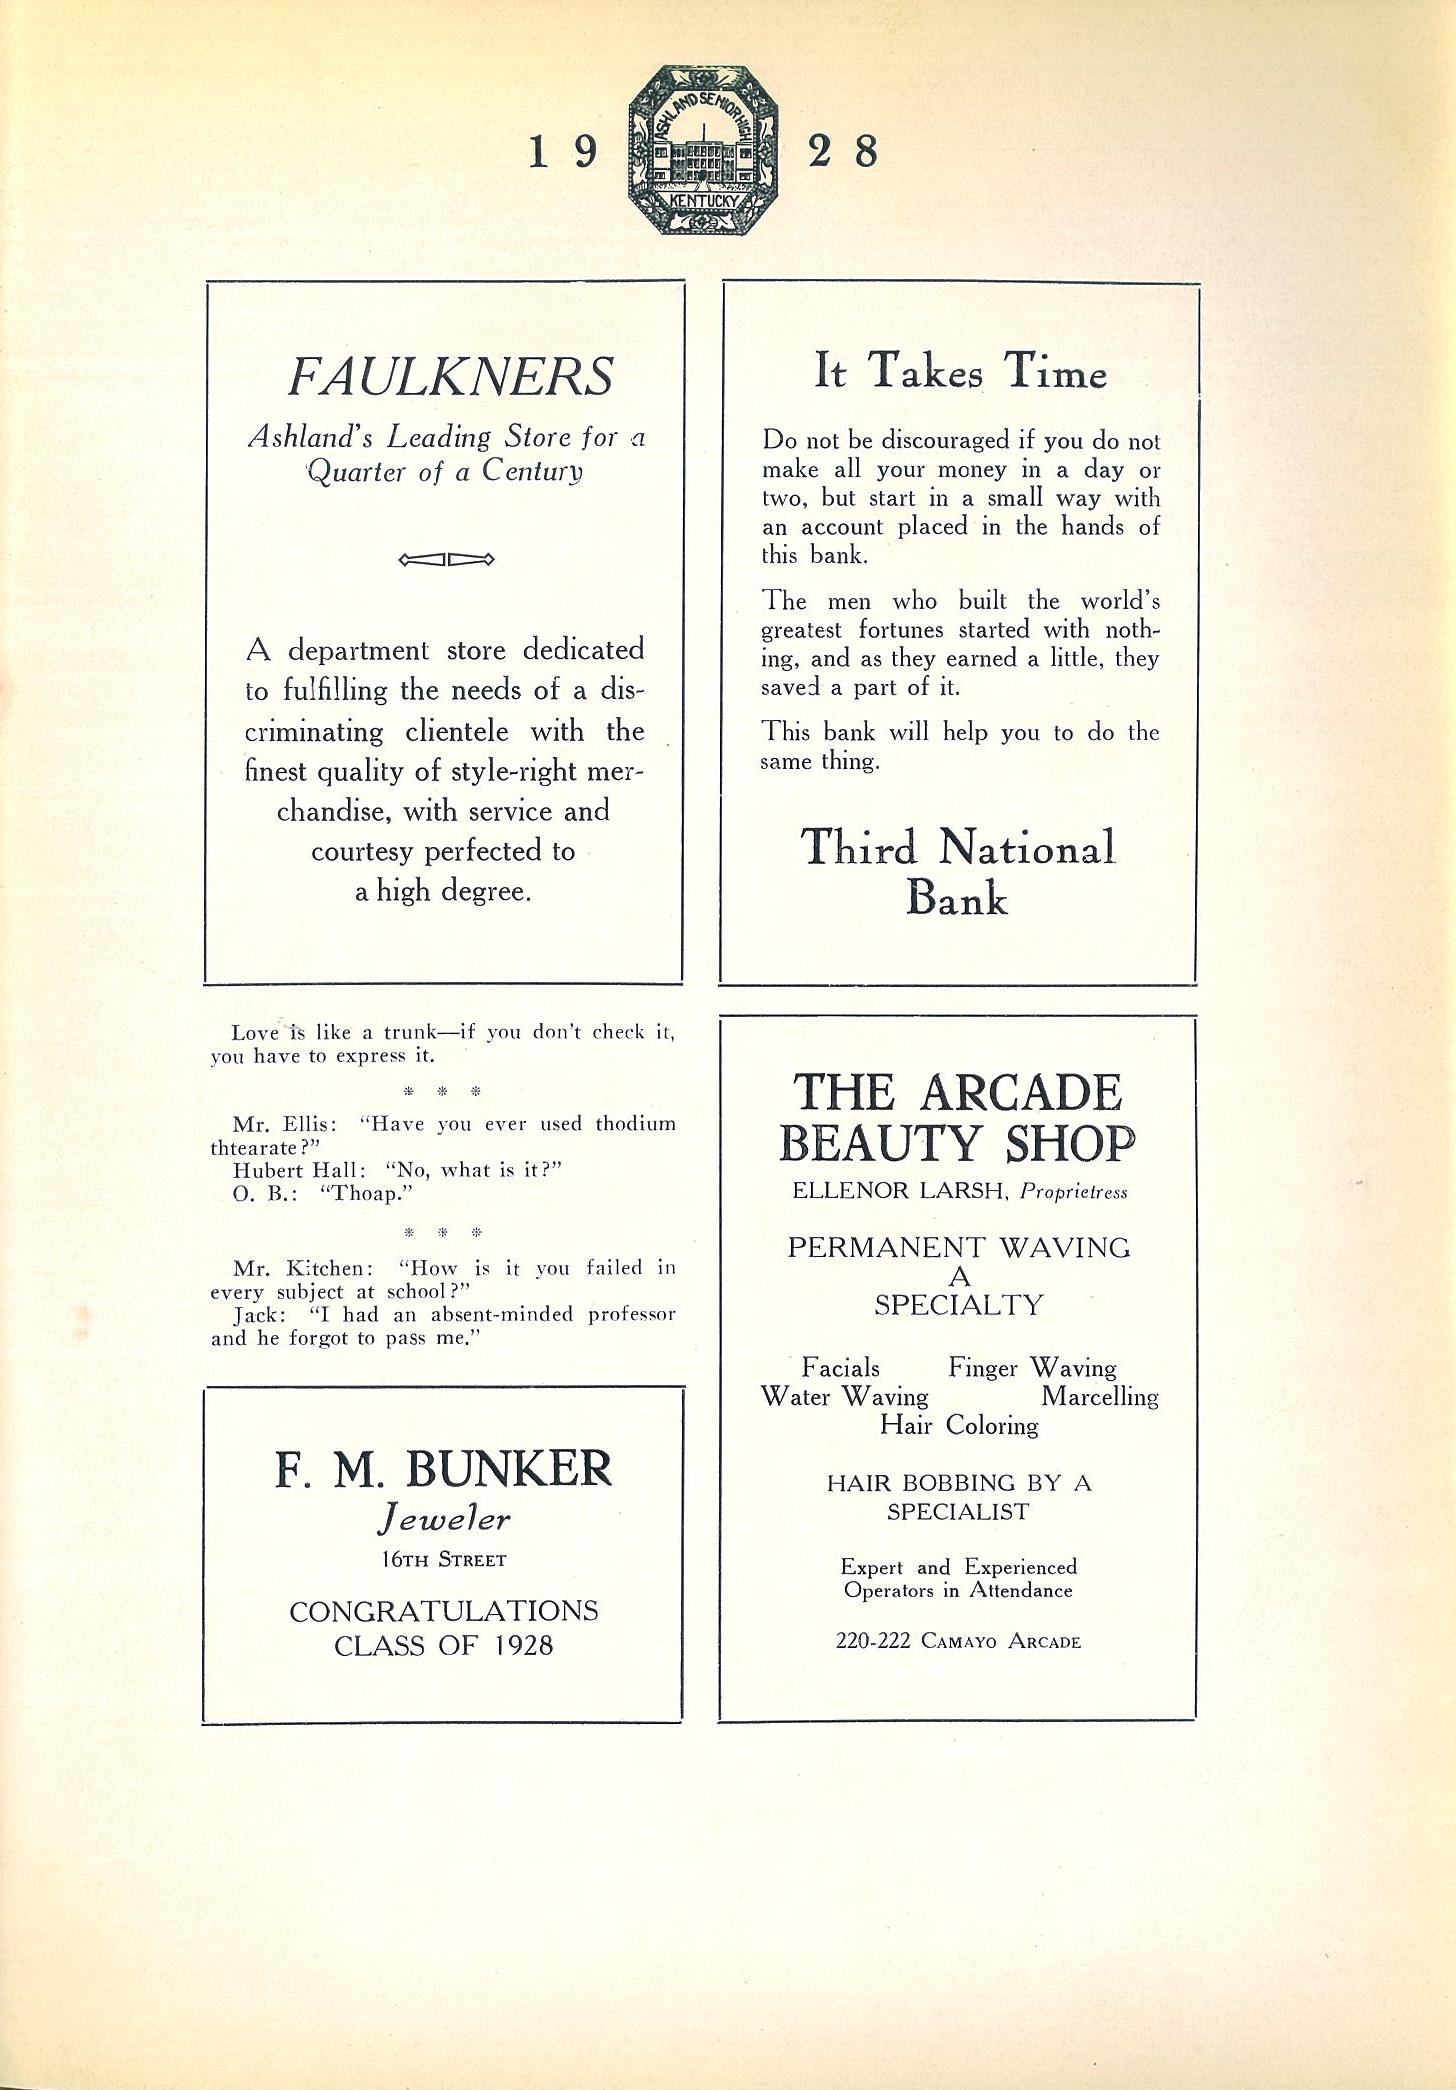 19 28
ASHLAND SENIOR HIGH
KENTUCKY
FAULKNERS
Ashland's Leading Store for a
Quarter of a Century
A department store dedicated
to fulfilling the needs of a dis-
criminating clientele with the
finest quality of style-right mer-
chandise, with service and
courtesy perfected to
a high degree.
It Takes Time
Do not be discouraged if you do not
make all your money in a day or
two, but start in a small way with
an account placed in the hands of
this bank.
The men who built the world's
greatest fortunes started with noth-
ing, and as they earned a little, they
saved a part of it.
This bank will help you to do the
same thing.
Third National
Bank
Love is like a trunk—if you don't check it,
you have to express it.
* * *
Mr. Ellis: "Have you ever used thodium
thtearate?"
Hubert Hall: "No, what is it?"
O. B.: "Thoap."
* * *
Mr. Kitchen: "How is it you failed in
every subject at school?"
Jack: "I had an absent-minded professor
and he forgot to pass me."
F. M. BUNKER
Jeweler
16TH STREET
CONGRATULATIONS
CLASS OF 1928
THE ARCADE
BEAUTY SHOP
ELLENOR LARSH, Proprietress
PERMANENT WAVING
A
SPECIALTY
Facials Finger Waving
Water Waving Marcelling
Hair Coloring
HAIR BOBBING BY A
SPECIALIST
Expert and Experienced
Operators in Attendance
220-222 CAMAYO ARCADE